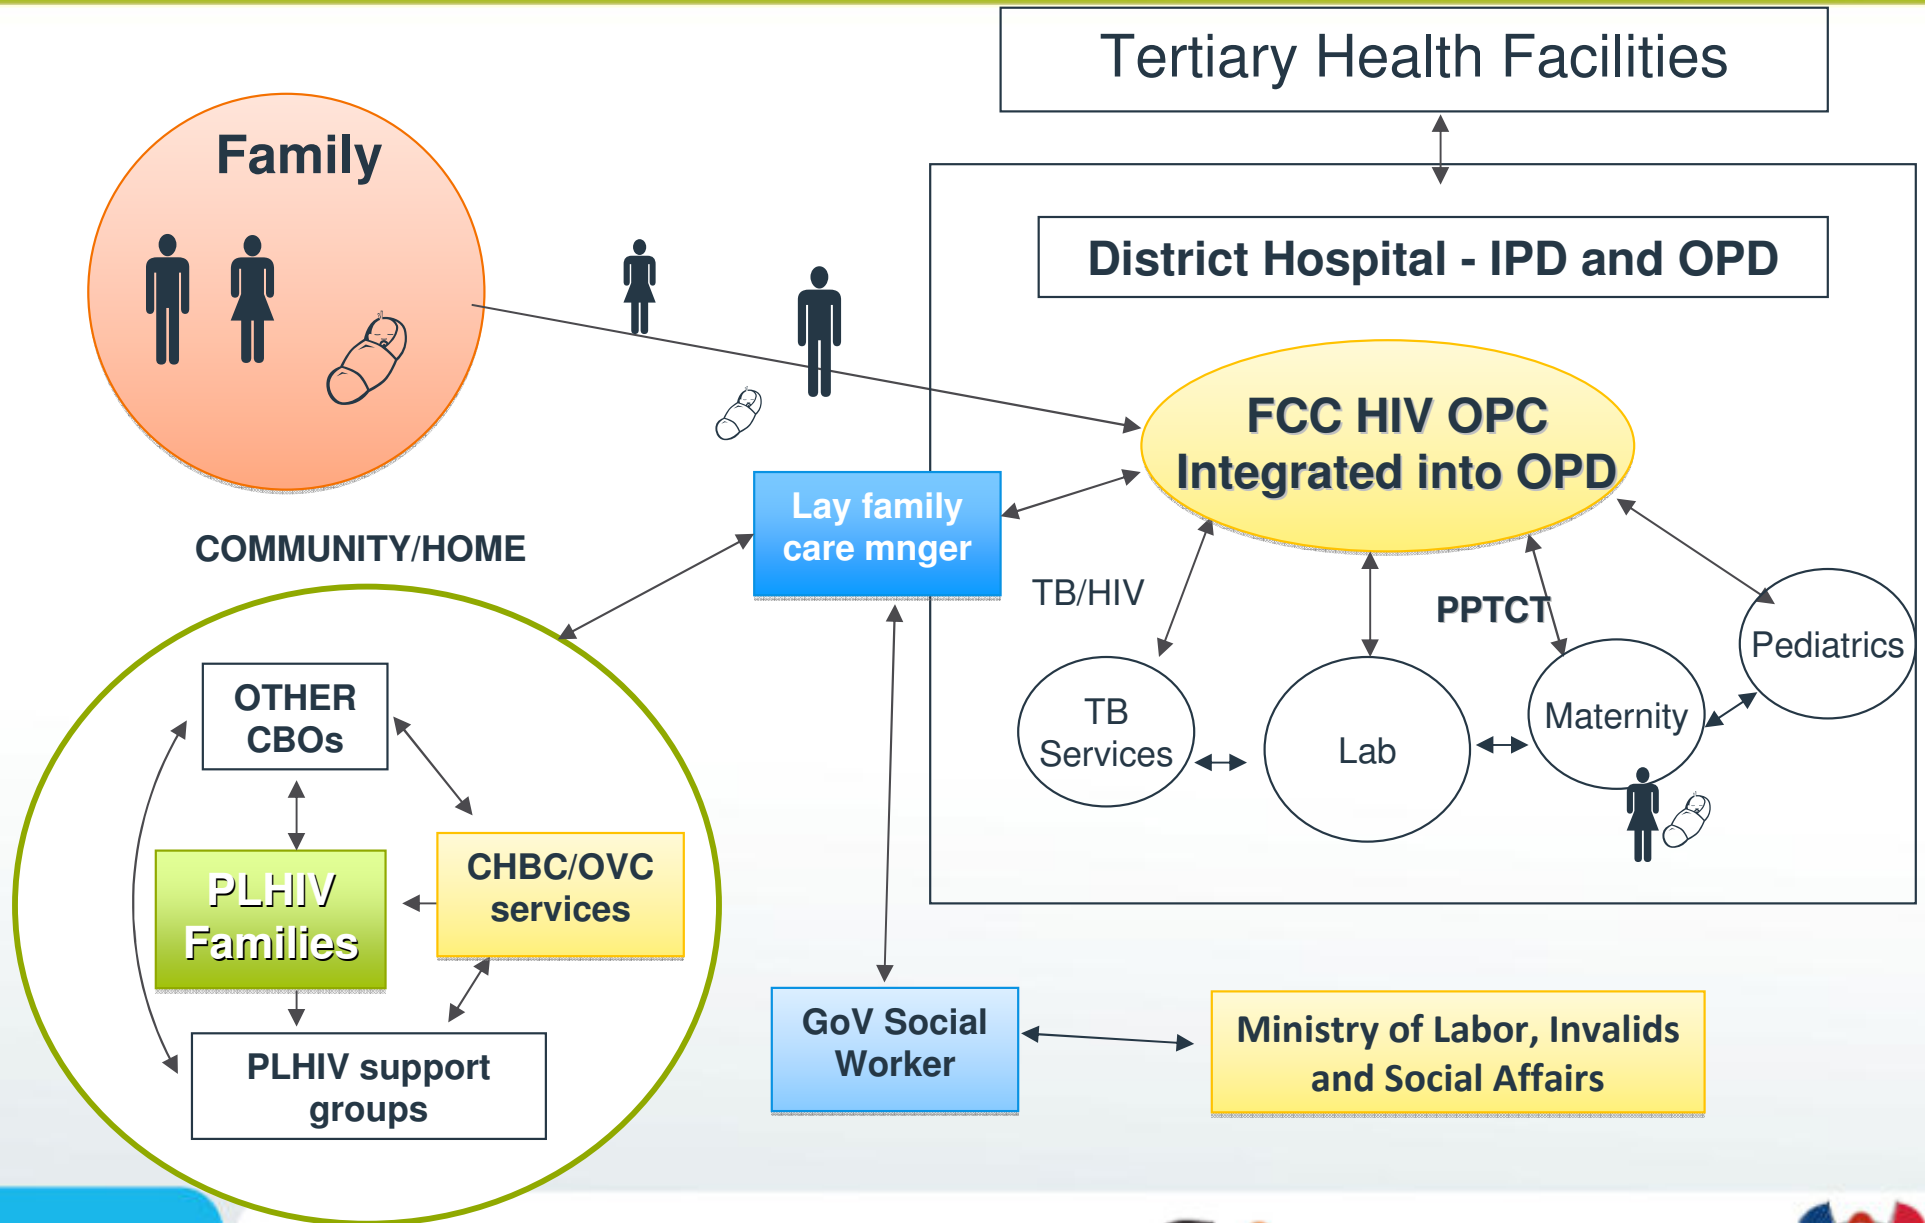 Tertiary Health Facilities
Family
District Hospital - IPD and OPD
FCC HIV OPC
Integrated into OPD
Lay family
care mnger
COMMUNITY/HOME
TB/HIV
PPTCT
Pediatrics
TB
Services
Lab
Maternity
OTHER
CBOs
PLHIV
Families
CHBC/OVC
services
PLHIV support
groups
GoV Social
Worker
Ministry of Labor, Invalids
and Social Affairs